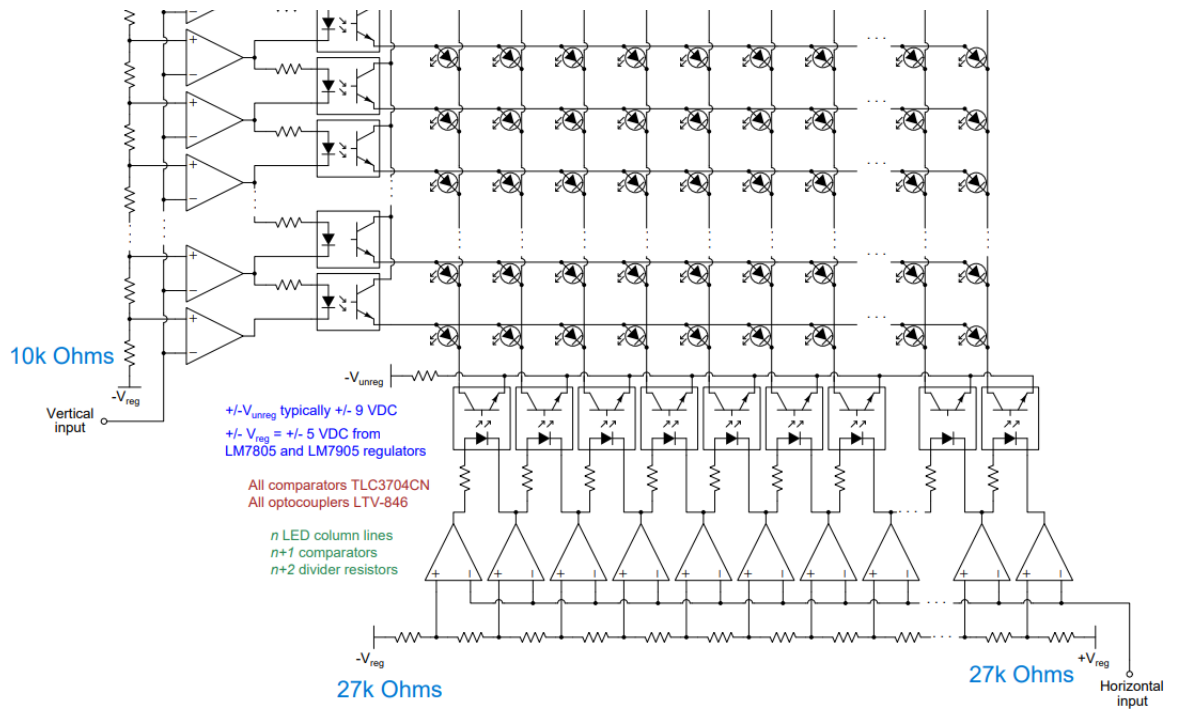 10k Ohms
-Vreg
Vertical
input
-Vunreg
+/-Vunreg typically +/- 9 VDC
+/- Vreg = +/- 5 VDC from
LM7805 and LM7905 regulators
All comparators TLC3704CN
All optocouplers LTV-846
n LED column lines
n+1 comparators
n+2 divider resistors
-Vreg
27k Ohms
27k Ohms
+Vreg
Horizontal
input